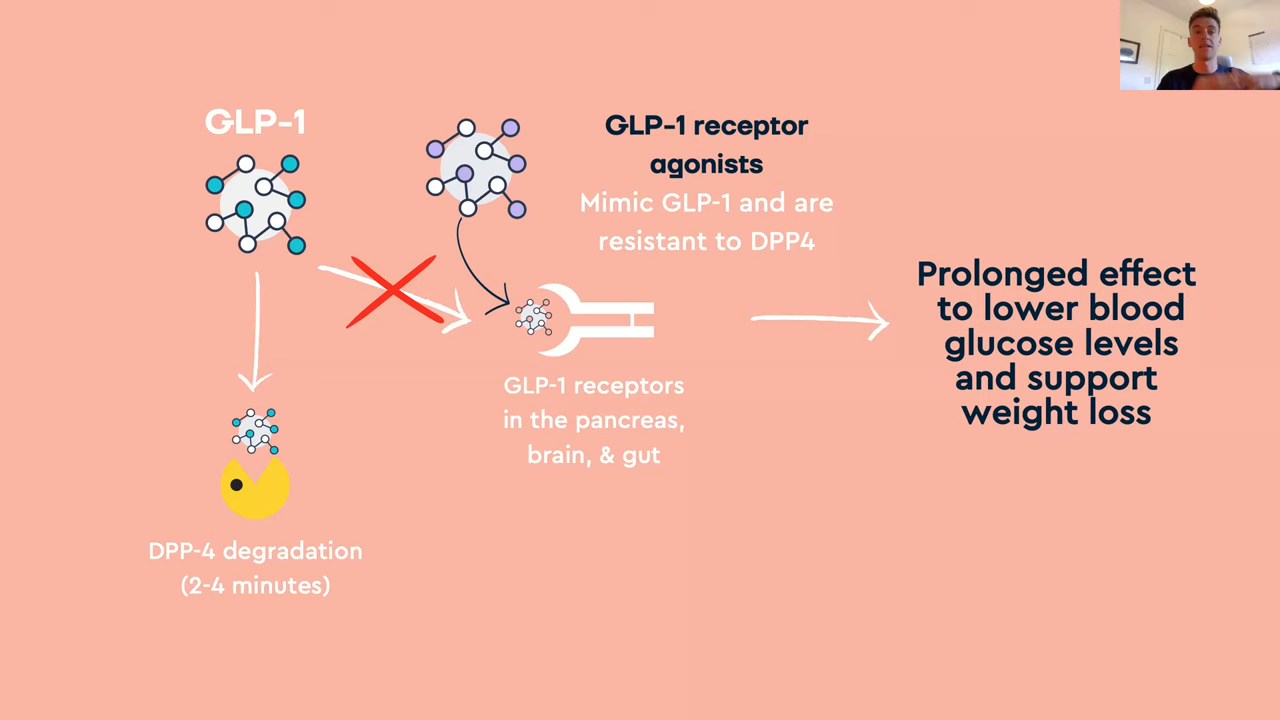 GLP-1
GLP-1 receptor
agonists
Mimic GLP-1 and are
resistant to DPP4
Prolonged effect
to lower blood
glucose levels
and support
weight loss
GLP-1 receptors
in the pancreas,
brain, & gut
DPP-4 degradation
(2-4 minutes)